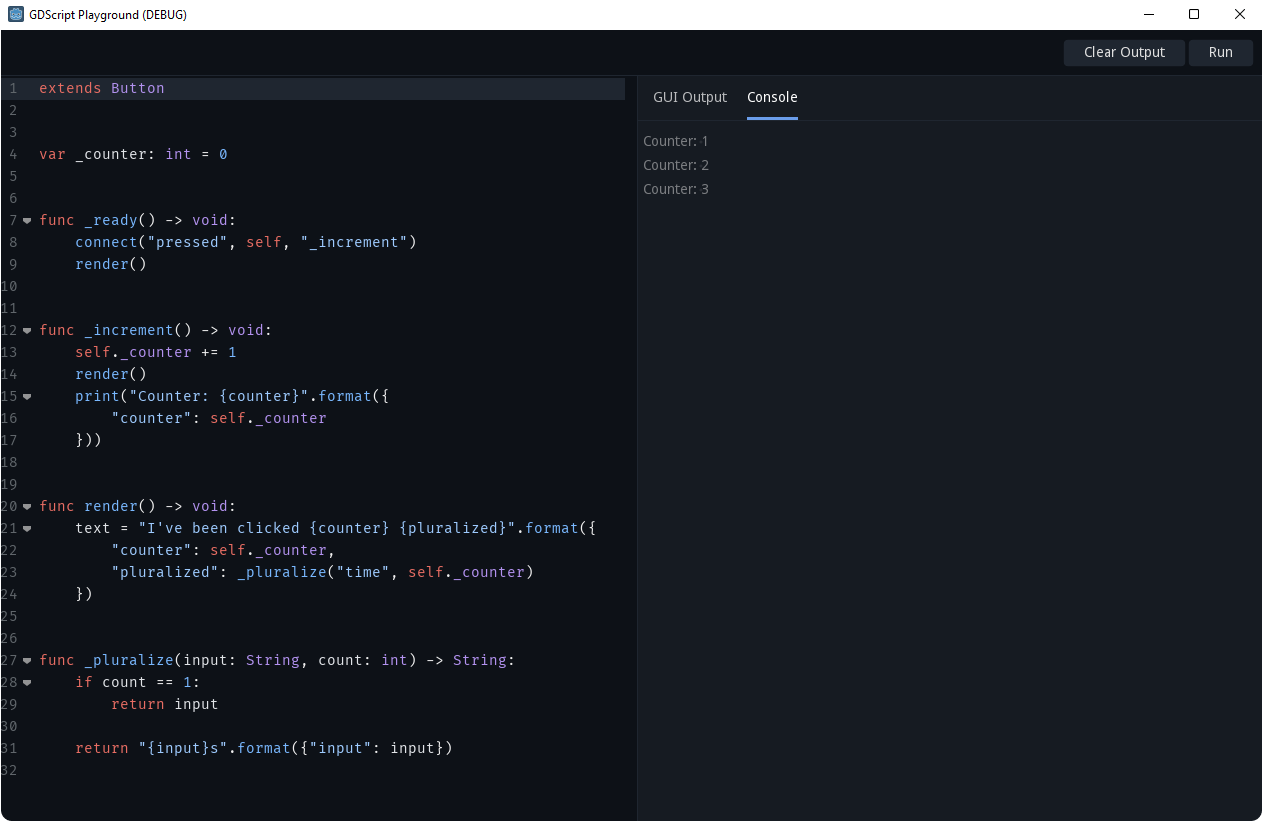 GDScript Playground (DEBUG)
Clear Output Run
1 extends Button
2
3
4 var _counter: int = 0
5
6
7 func _ready() -> void:
8     connect("pressed", self, "_increment")
9     render()
10
11
12 func _increment() -> void:
13     self._counter += 1
14     render()
15     print("Counter: {counter}".format({
16         "counter": self._counter
17     }))
18
19
20 func render() -> void:
21     text = "I've been clicked {counter} {pluralized}".format({
22         "counter": self._counter,
23         "pluralized": _pluralize("time", self._counter)
24     })
25
26
27 func _pluralize(input: String, count: int) -> String:
28     if count == 1:
29         return input
30
31     return "{input}s".format({"input": input})
32
GUI Output Console
Counter: 1
Counter: 2
Counter: 3